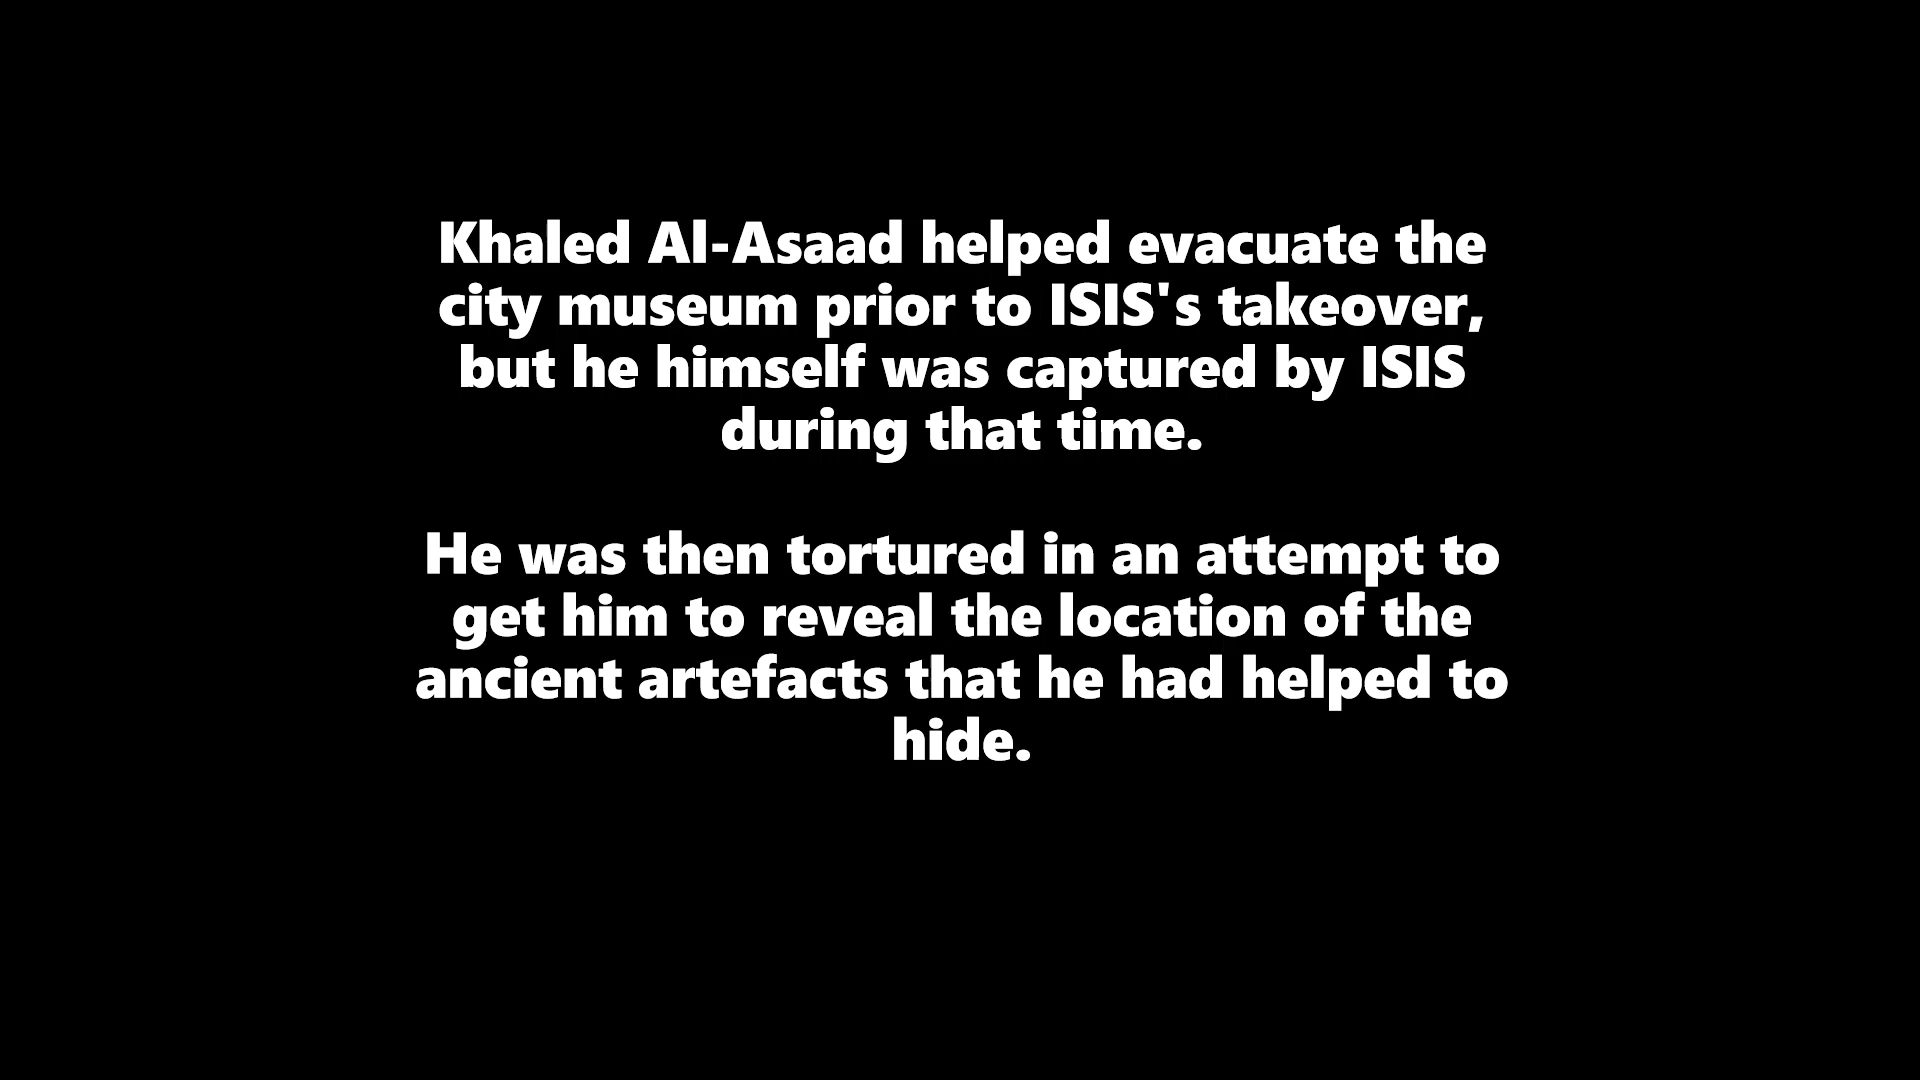 Khaled Al-Asaad helped evacuate the
city museum prior to ISIS's takeover,
but he himself was captured by ISIS
during that time.
He was then tortured in an attempt to
get him to reveal the location of the
ancient artefacts that he had helped to
hide.